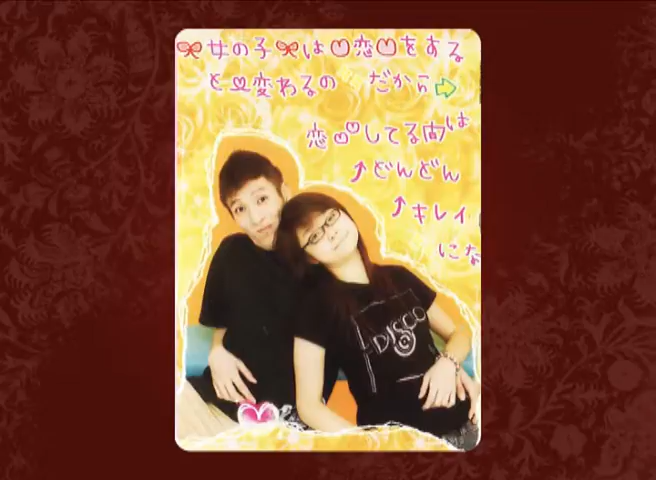 女の子は恋をする
と変わるの だから
恋してる内は
どんどん
キレイ
にな
DISCO